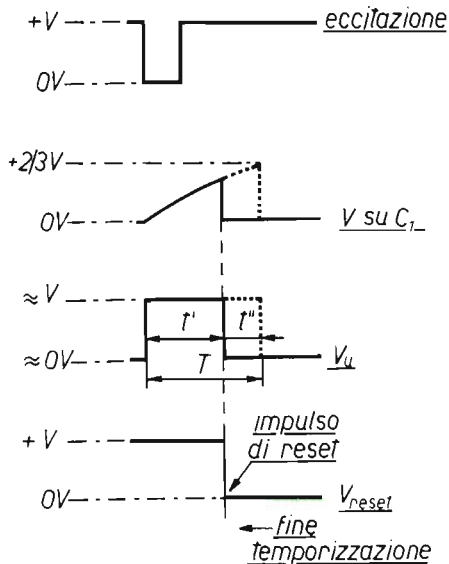 +V
eccitazione
0V
+2/3V
0V
V su C1
≈ V
t' t"
≈ 0V
T
Vu
+ V
impulso
di reset
0V
Vreset
fine
temporizzazione